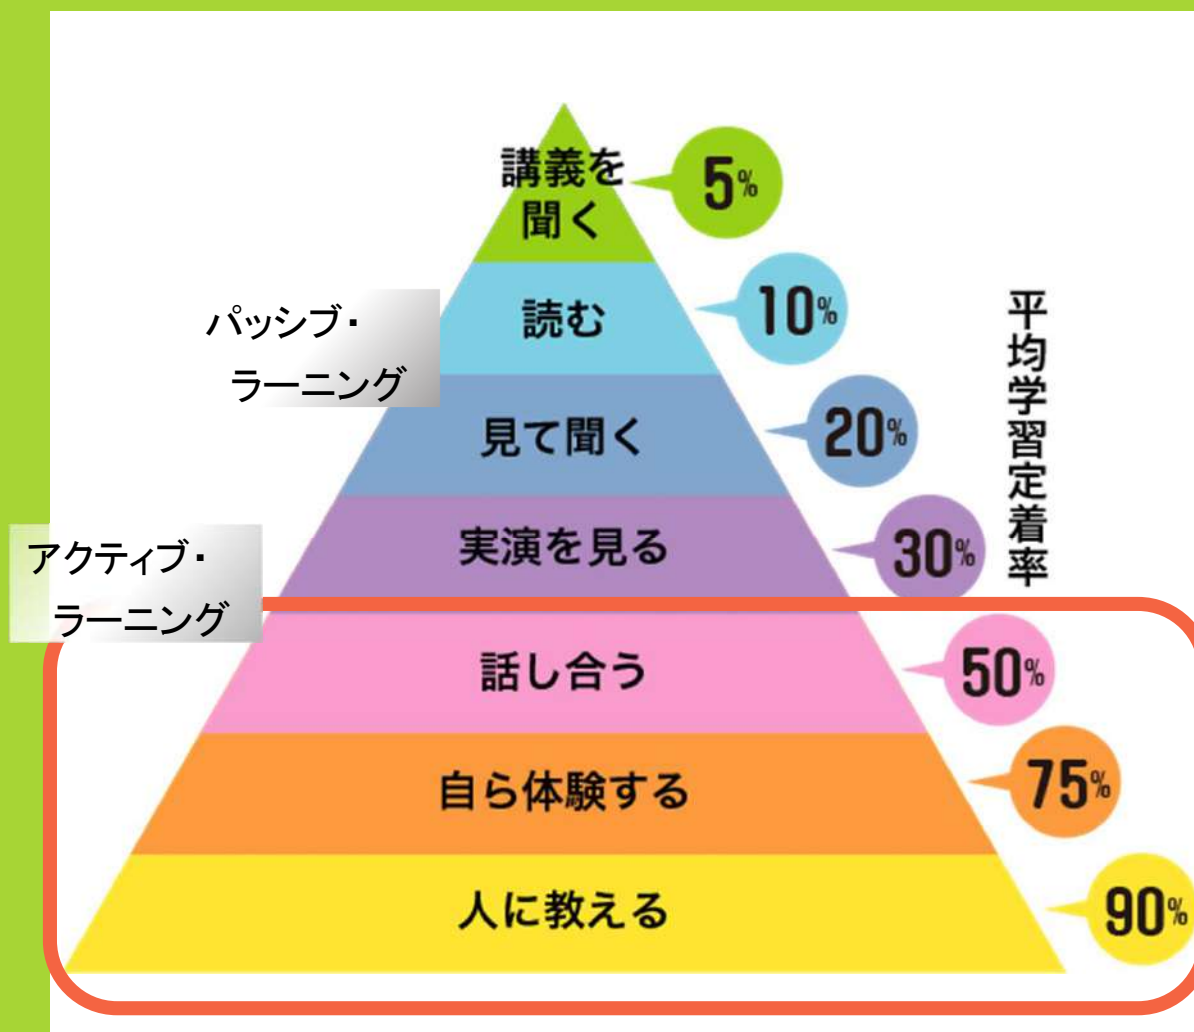 講義を
聞く
5%
読む
10%
パッシブ・
ラーニング
見て聞く
20%
平均学習定着率
実演を見る
30%
アクティブ・
ラーニング
話し合う
50%
自ら体験する
75%
人に教える
90%